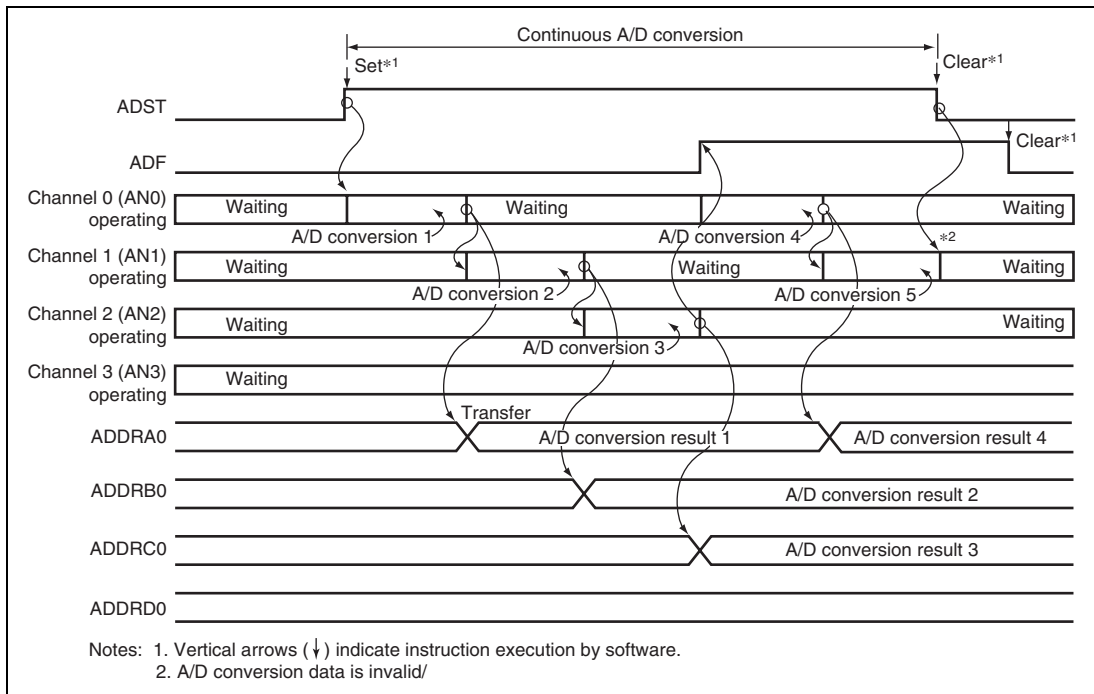 Continuous A/D conversion
Set*1
Clear*1
ADST
Clear*1
ADF
Channel 0 (AN0)
operating
Waiting
Waiting
Waiting
A/D conversion 1
A/D conversion 4
*2
Channel 1 (AN1)
operating
Waiting
Waiting
Waiting
A/D conversion 2
A/D conversion 5
Channel 2 (AN2)
operating
Waiting
Waiting
A/D conversion 3
Channel 3 (AN3)
operating
Waiting
Transfer
ADDRA0
A/D conversion result 1
A/D conversion result 4
ADDRB0
A/D conversion result 2
ADDRC0
A/D conversion result 3
ADDRD0
Notes: 1. Vertical arrows (↓) indicate instruction execution by software.
2. A/D conversion data is invalid/